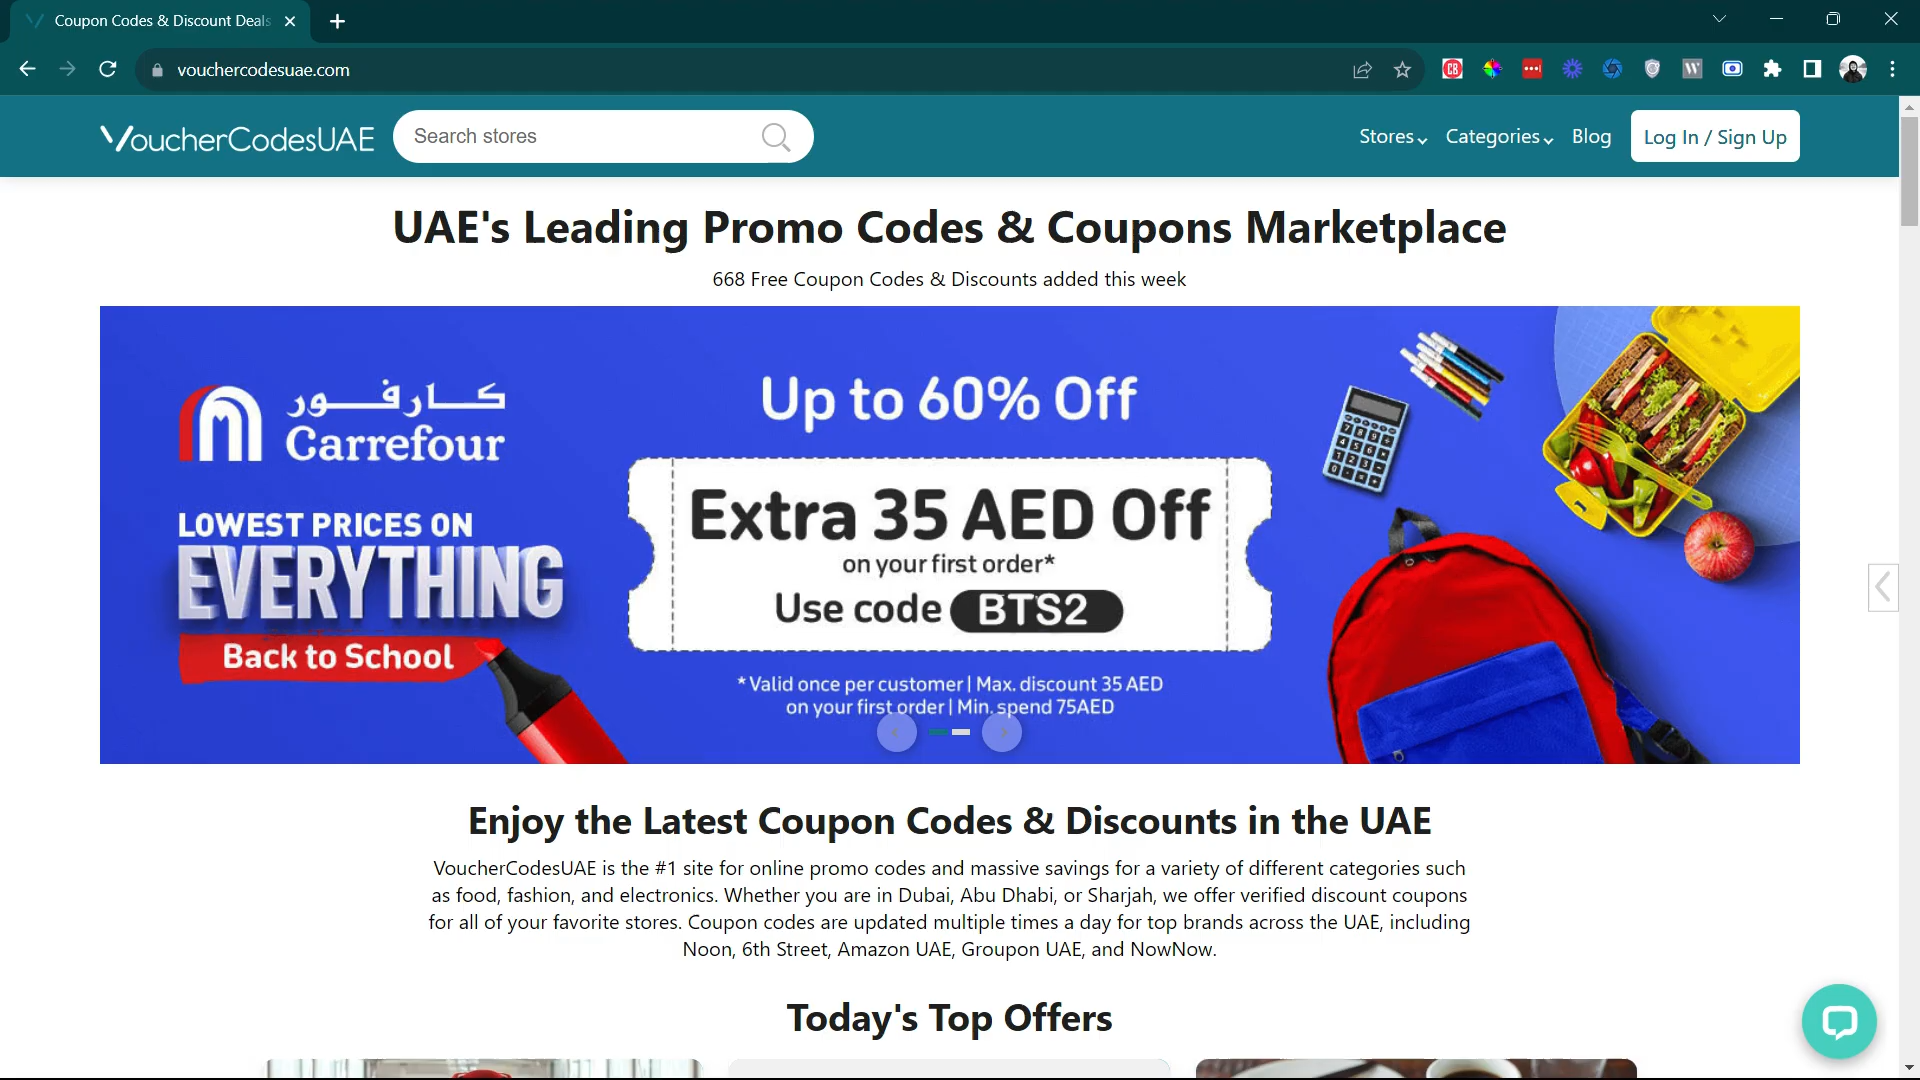 Coupon Codes & Discount Deals
vouchercodesuae.com
VoucherCodesUAE
Search stores
Stores
Categories
Blog
Log In / Sign Up
UAE's Leading Promo Codes & Coupons Marketplace
668 Free Coupon Codes & Discounts added this week
كارفور
Carrefour
LOWEST PRICES ON
EVERYTHING
Back to School
Up to 60% Off
Extra 35 AED Off
on your first order*
Use code BTS2
*Valid once per customer | Max. discount 35 AED
on your first order | Min. spend 75AED
Enjoy the Latest Coupon Codes & Discounts in the UAE
VoucherCodesUAE is the #1 site for online promo codes and massive savings for a variety of different categories such
as food, fashion, and electronics. Whether you are in Dubai, Abu Dhabi, or Sharjah, we offer verified discount coupons
for all of your favorite stores. Coupon codes are updated multiple times a day for top brands across the UAE, including
Noon, 6th Street, Amazon UAE, Groupon UAE, and NowNow.
Today's Top Offers